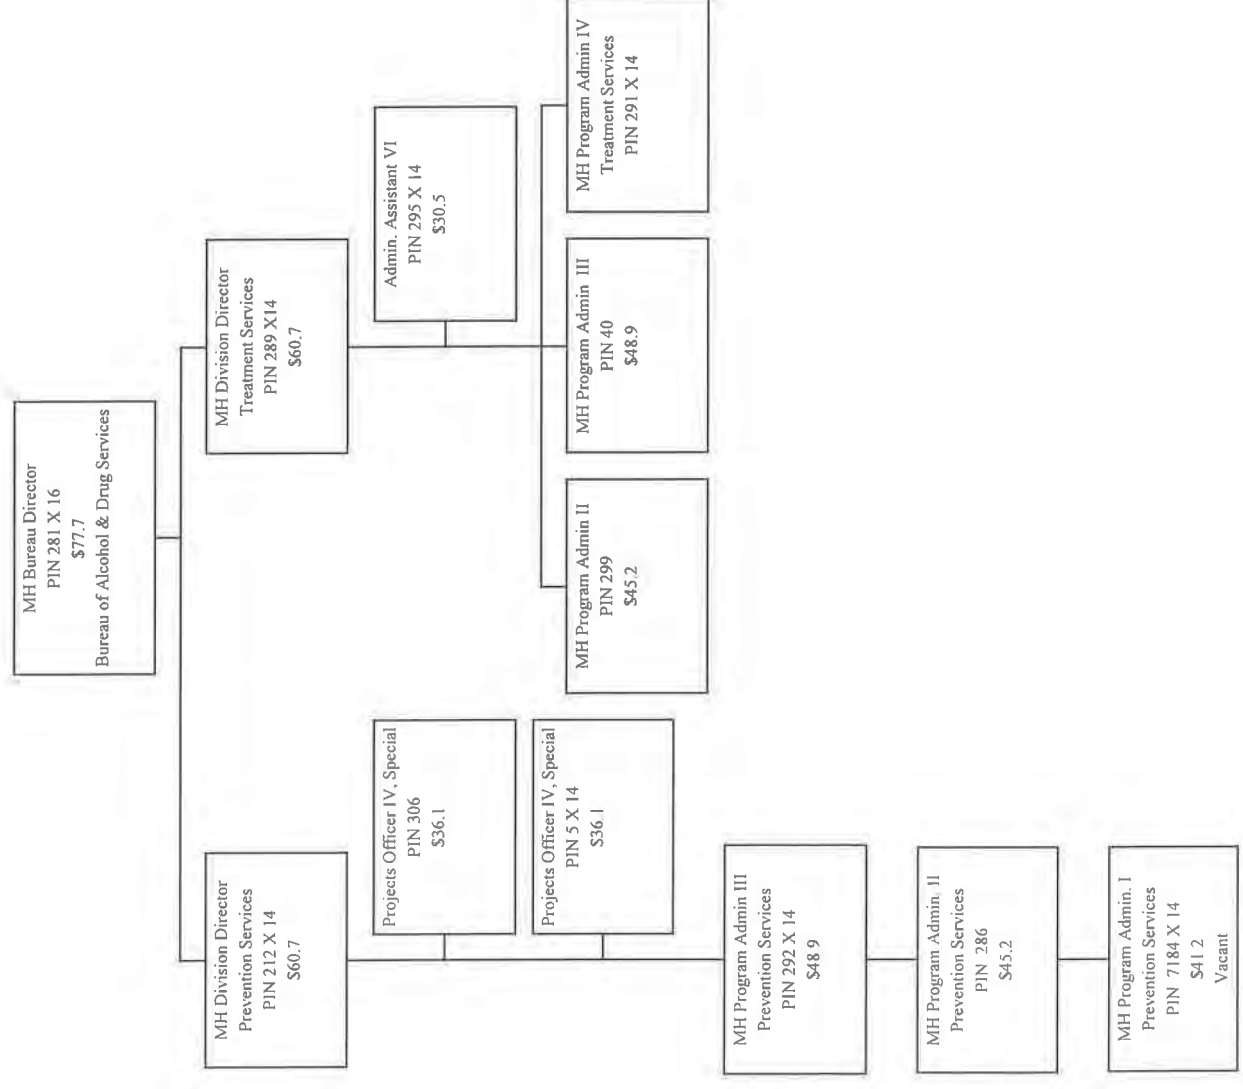 MH Bureau Director
PIN 281 X 16
$77.7
Bureau of Alcohol & Drug Services
MH Division Director
Prevention Services
PIN 212 X 14
$60.7
MH Division Director
Treatment Services
PIN 289 X14
$60.7
Projects Officer IV, Special
PIN 306
$36.1
Admin. Assistant VI
PIN 295 X 14
$30.5
Projects Officer IV, Special
PIN 5 X 14
$36.1
MH Program Admin II
PIN 299
$45.2
MH Program Admin III
PIN 40
$48.9
MH Program Admin IV
Treatment Services
PIN 291 X 14
MH Program Admin III
Prevention Services
PIN 292 X 14
$48 9
MH Program Admin. II
Prevention Services
PIN 286
$45.2
MH Program Admin. I
Prevention Services
PIN 7184 X 14
$41 2
Vacant